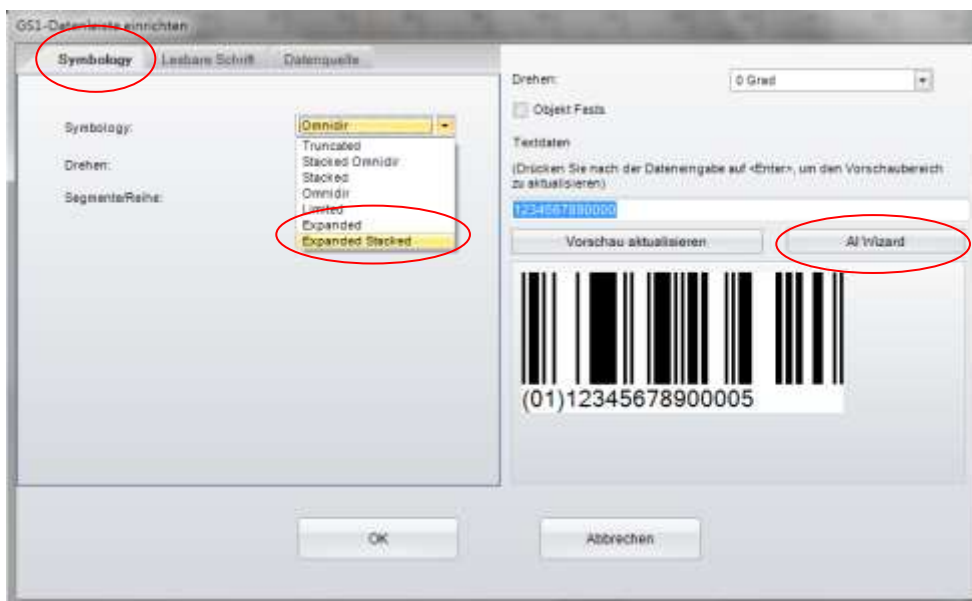 GS1-Datenleiste einrichten
Symbology Lesbare Schrift Datenquelle
Symbology:
Omnidir
Truncated
Stacked Omnidir
Stacked
Omnidir
Limited
Expanded
Expanded Stacked
Drehen:
Segmente/Reihe:
Drehen: 0 Grad
Objekt Fests
Textdaten
(Drücken Sie nach der Dateneingabe auf <Enter>, um den Vorschaubereich
zu aktualisieren)
1234567890000
Vorschau aktualisieren AI Wizard
(01)12345678900005
OK Abbrechen